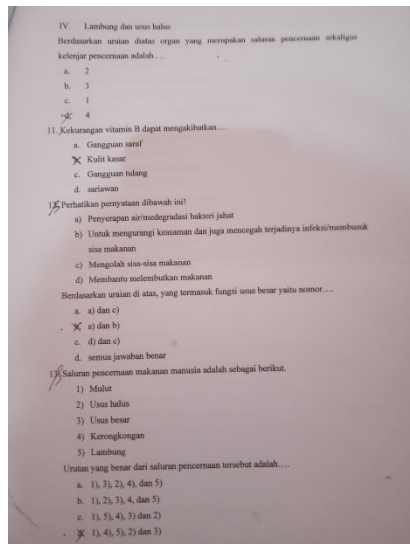 IV. Lambung dan usus halus
Berdasarkan uraian diatas organ yang merupakan saluran pencernaan sekaligus
kelenjar pencernaan adalah….
a. 2
b. 3
c. 1
d. 4
11. Kekurangan vitamin B dapat mengakibatkan….
a. Gangguan saraf
b. Kulit kasar
c. Gangguan tulang
d. sariawan
12. Perhatikan pernyataan dibawah ini!
a) Penyerapan air/medegradasi bakteri jahat
b) Untuk mengurangi keasaman dan juga mencegah terjadinya infeksi/membusuk
sisa makanan
c) Mengolah sisa-sisa makanan
d) Membantu melembutkan makanan
Berdasarkan uraian di atas, yang termasuk fungsi usus besar yaitu nomor….
a. a) dan c)
b. a) dan b)
c. d) dan c)
d. semua jawaban benar
13. Saluran pencernaan makanan manusia adalah sebagai berikut.
1) Mulut
2) Usus halus
3) Usus besar
4) Kerongkongan
5) Lambung
Urutan yang benar dari saluran pencernaan tersebut adalah….
a. 1), 3), 2), 4), dan 5)
b. 1), 2), 3), 4, dan 5)
c. 1), 5), 4), 3) dan 2)
d. 1), 4), 5), 2) dan 3)